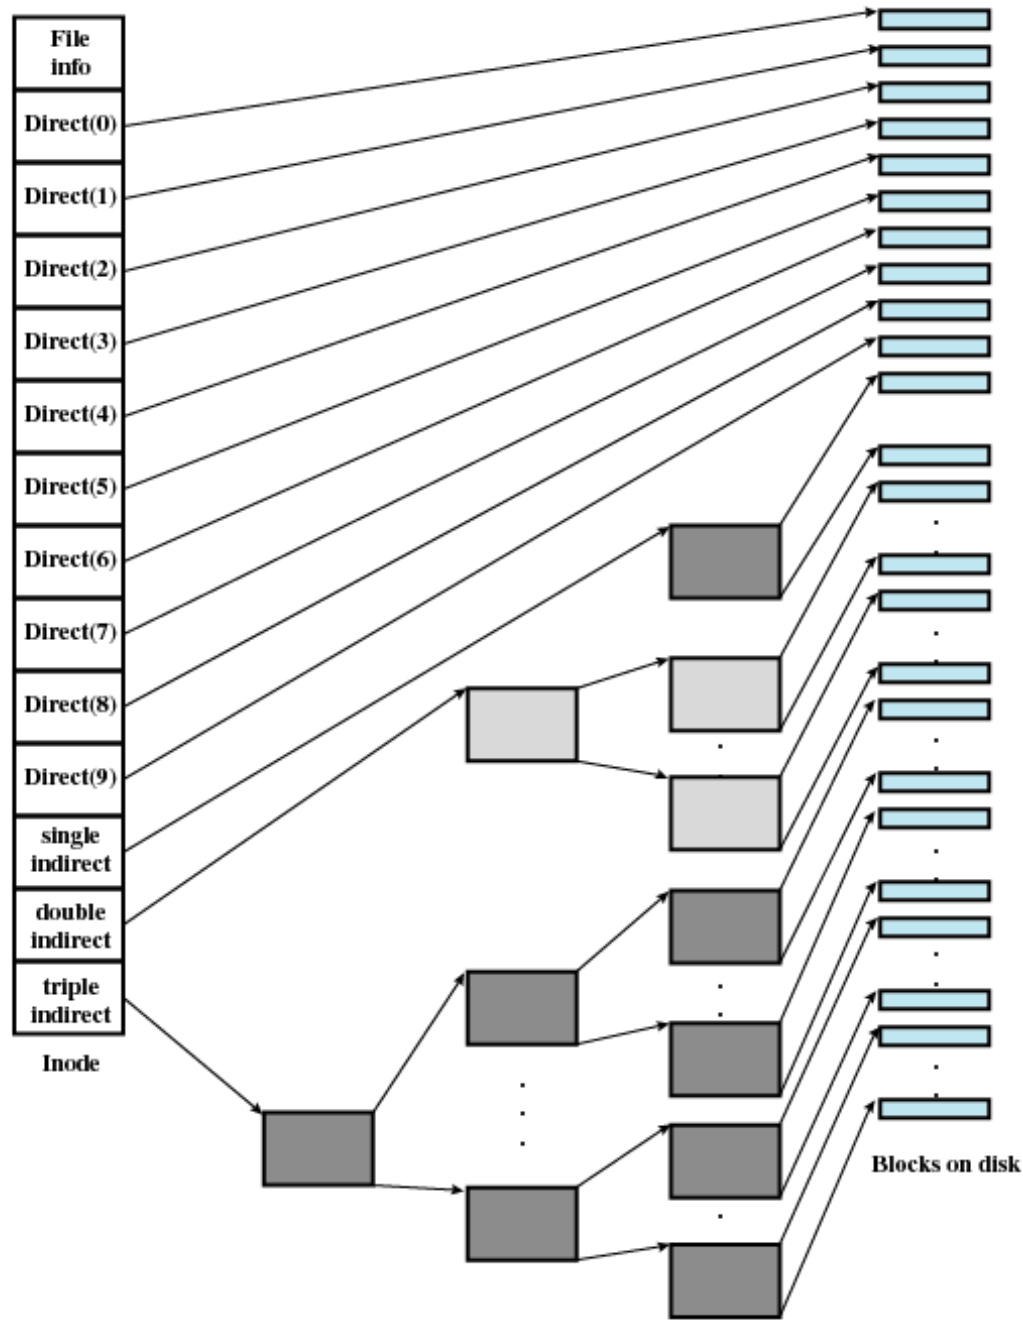 File
info
Direct(0)
Direct(1)
Direct(2)
Direct(3)
Direct(4)
Direct(5)
Direct(6)
Direct(7)
Direct(8)
Direct(9)
single
indirect
double
indirect
triple
indirect
Inode
Blocks on disk